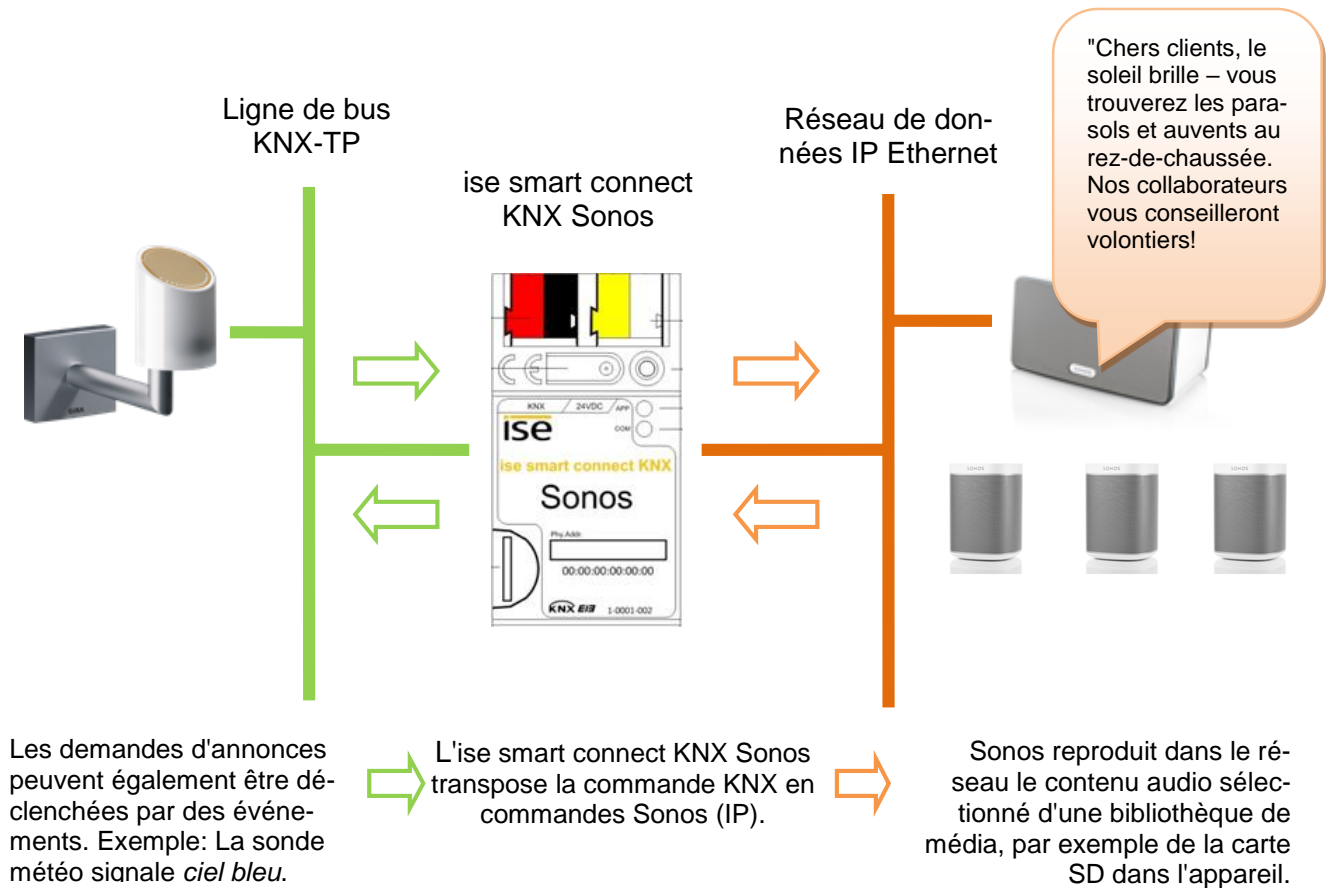 "Chers clients, le
soleil brille – vous
trouverez les para-
sols et auvents au
rez-de-chaussée.
Nos collaborateurs
vous conseilleront
volontiers!
Ligne de bus
KNX-TP
ise smart connect
KNX Sonos
Réseau de don-
nées IP Ethernet
GIRA
KNX / 24VDC / APP
COM
ise
ise smart connect KNX
Sonos
Phy.Addr.
00:00:00:00:00:00
KNX EIB 1-0001-002
SONOS
SONOS SONOS SONOS
Les demandes d'annonces
peuvent également être dé-
clenchées par des événe-
ments. Exemple: La sonde
météo signale ciel bleu.
L'ise smart connect KNX Sonos
transpose la commande KNX en
commandes Sonos (IP).
Sonos reproduit dans le ré-
seau le contenu audio sélec-
tionné d'une bibliothèque de
média, par exemple de la carte
SD dans l'appareil.